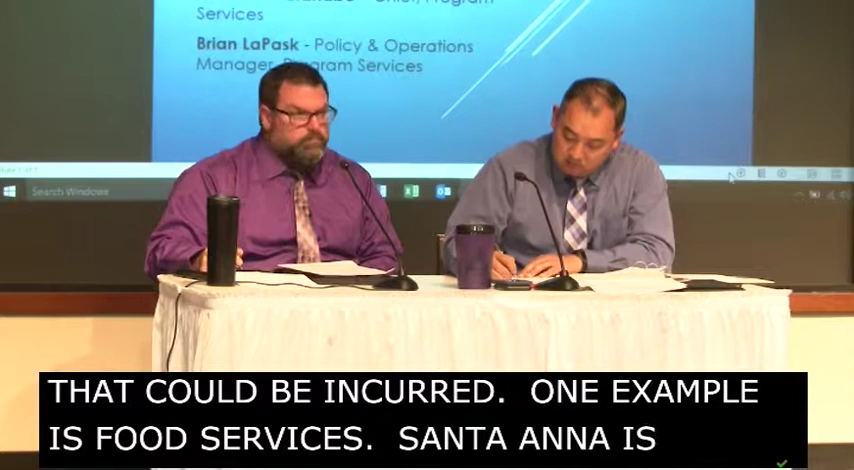 Services
Brian LaPask - Policy & Operations
Manager, Program Services
Search Windows
THAT COULD BE INCURRED. ONE EXAMPLE
IS FOOD SERVICES. SANTA ANNA IS